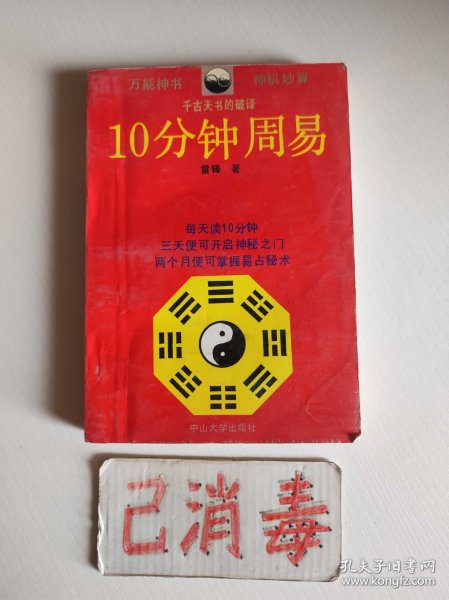 万能神书 神机妙算
千古天书的破译
10分钟周易
雷铎 著
每天读10分钟
三天便可开启神秘之门
两个月便可掌握易占秘术
中山大学出版社
己消毒
孔夫子旧书网
www.kongfz.com